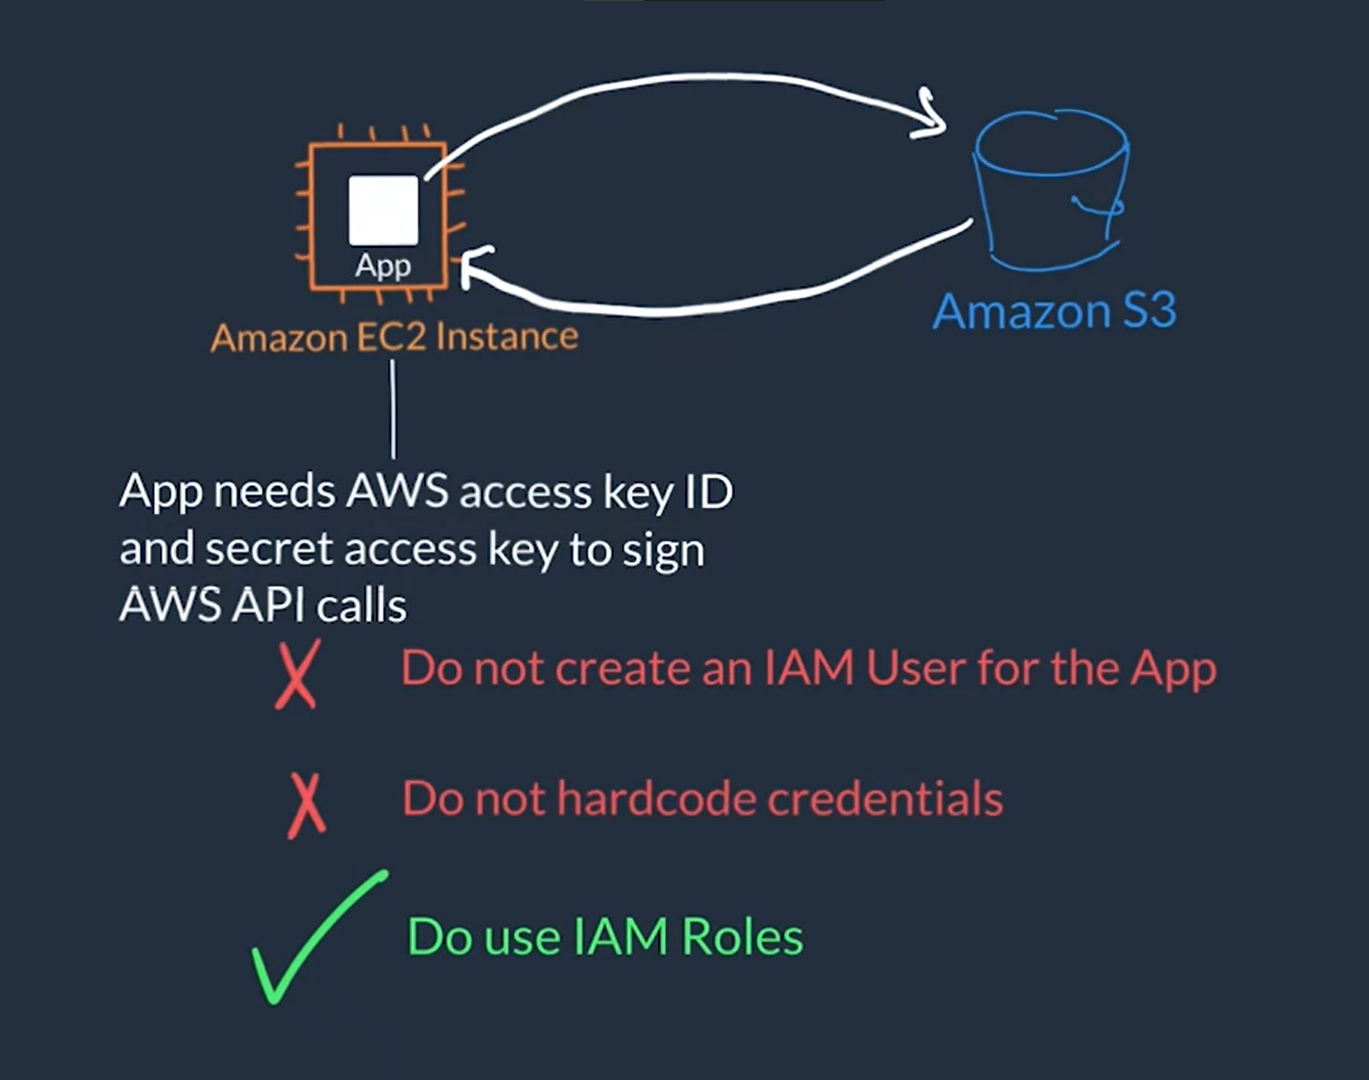 App
Amazon EC2 Instance
Amazon S3
App needs AWS access key ID
and secret access key to sign
AWS API calls
Do not create an IAM User for the App
Do not hardcode credentials
Do use IAM Roles